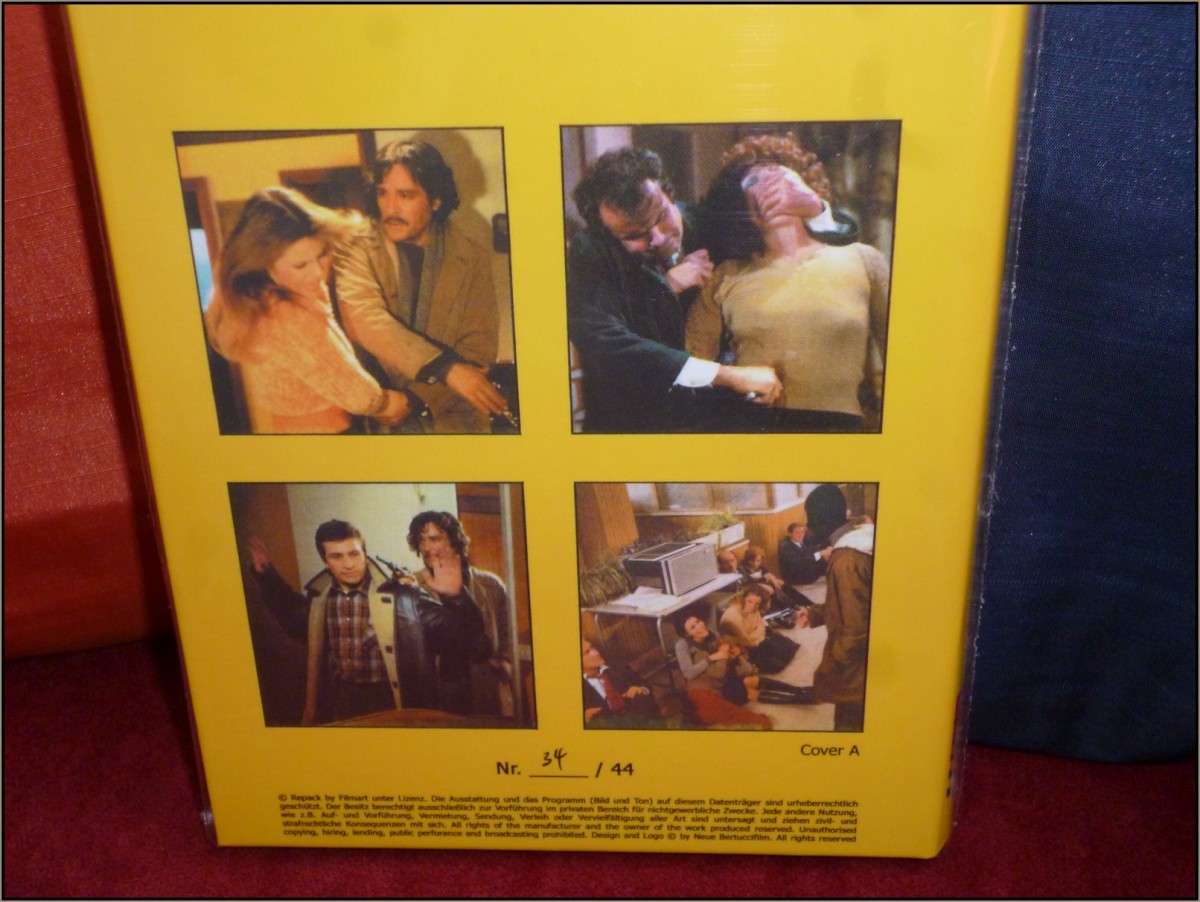 Cover A
Nr. 34 / 44
© Repack by Filmart unter Lizenz. Die Ausstattung und das Programm (Bild und Ton) auf diesem Datenträger sind urheberrechtlich
geschützt. Der Besitz berechtigt ausschließlich zur Vorführung im privaten Bereich für nichtgewerbliche Zwecke. Jede andere Nutzung,
wie z.B. Auf- und Vorführung, Vermietung, Sendung, Verleih oder Vervielfältigung aller Art sind untersagt und ziehen zivil- und
strafrechtliche Konsequenzen mit sich. All rights of the manufacturer and the owner of the work produced reserved. Unauthorised
copying, hiring, lending, public perforance and broadcasting prohibited. Design and Logo © by Neue Bertuccifilm. All rights reserved